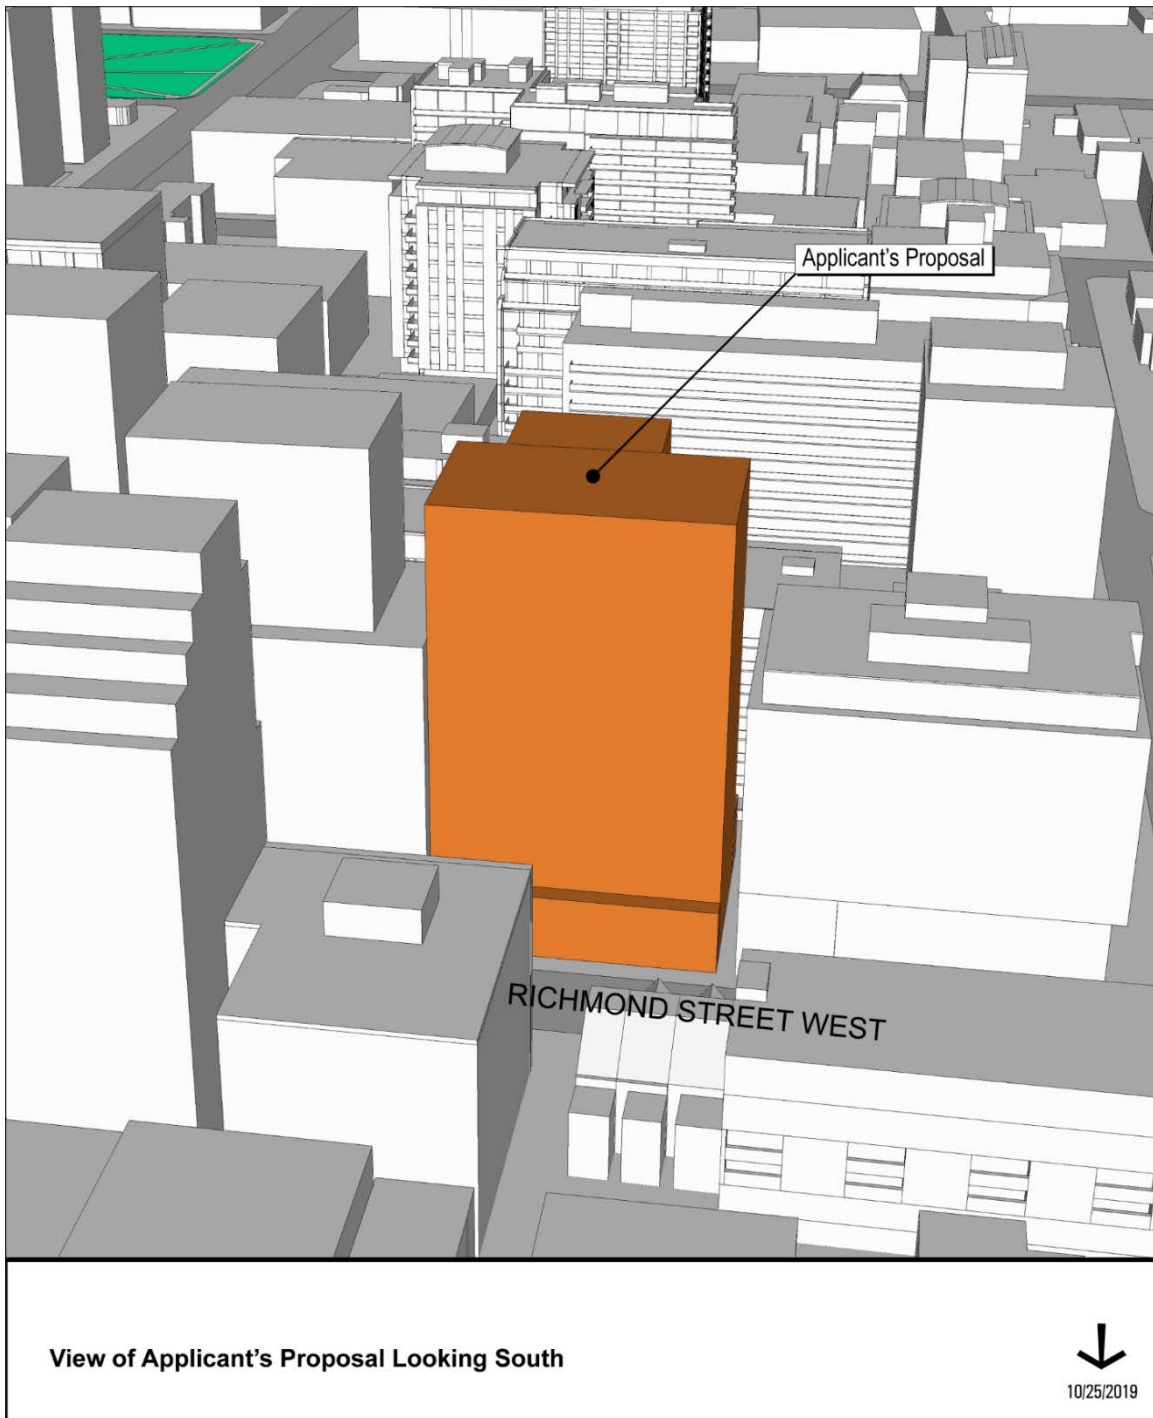 Applicant's Proposal
RICHMOND STREET WEST
View of Applicant's Proposal Looking South
10/25/2019